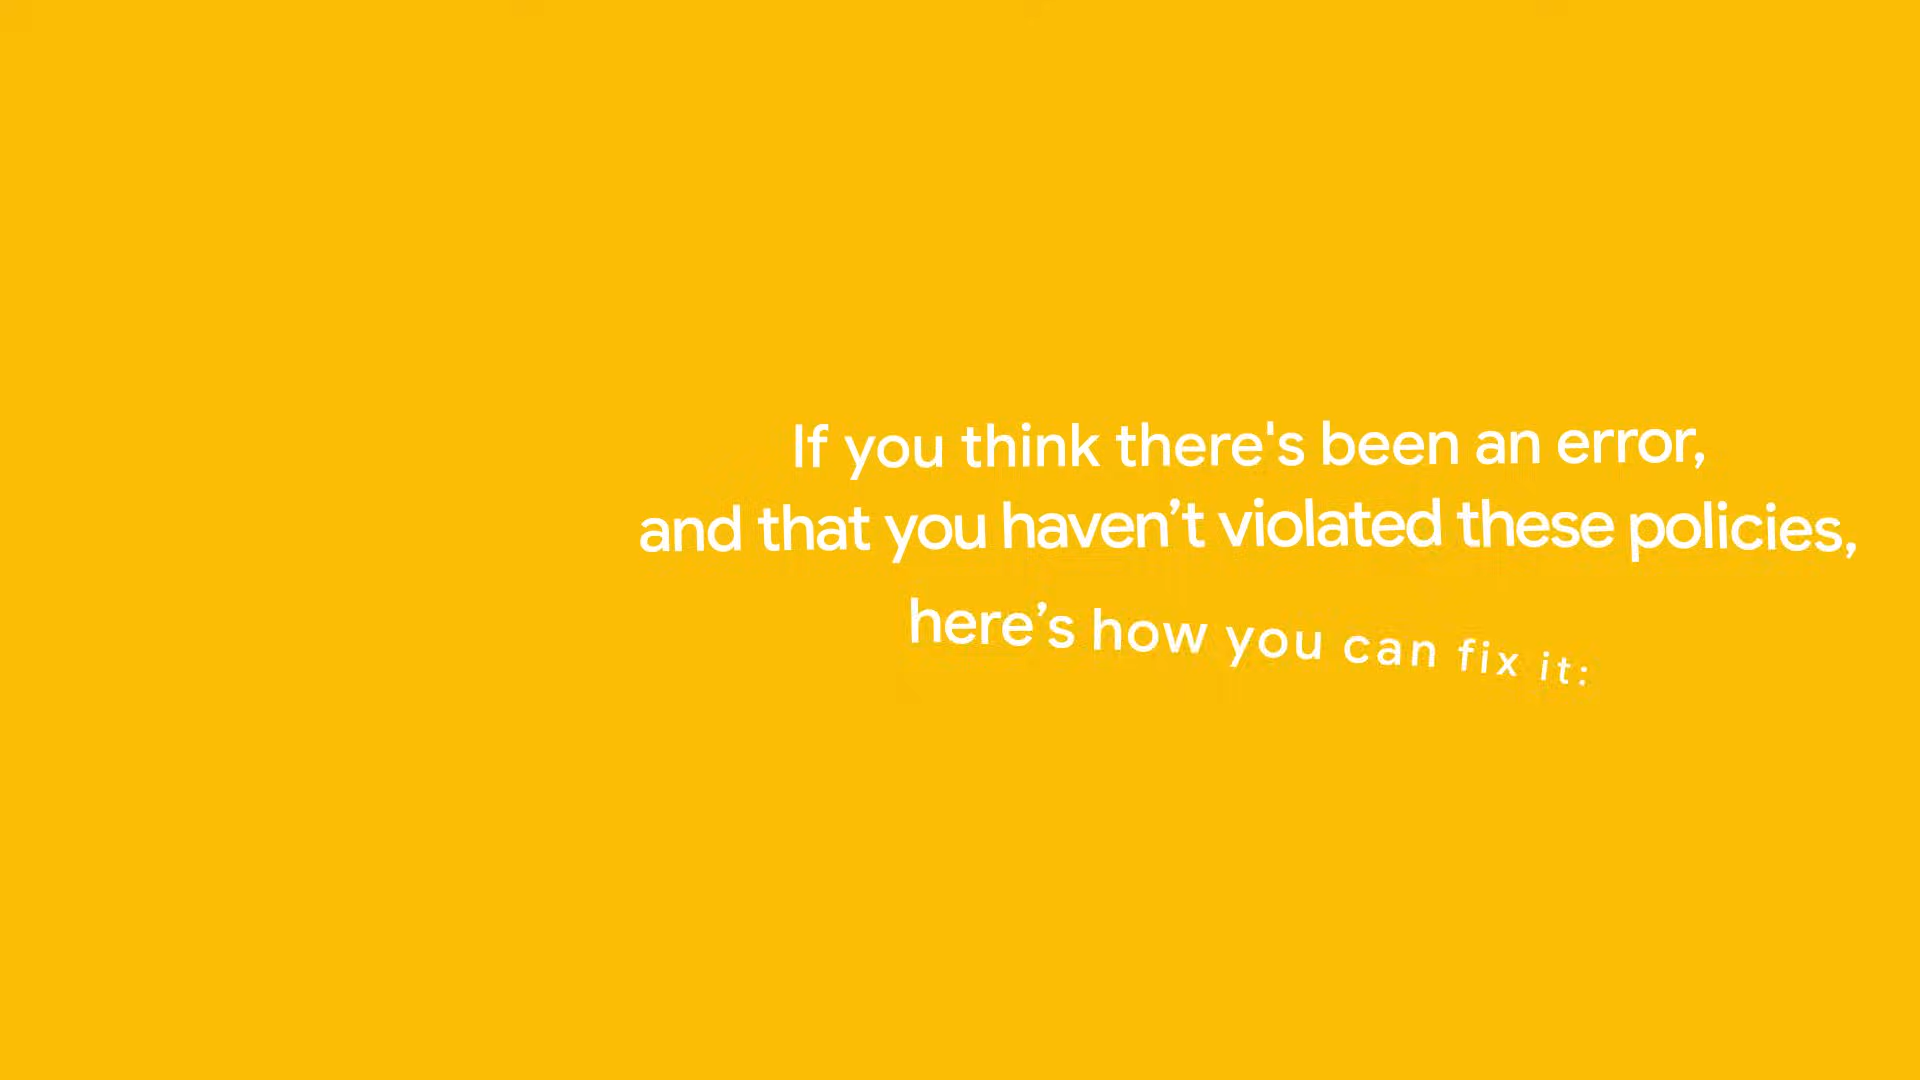 If you think there's been an error,
and that you haven’t violated these policies,
here’s how you can fix it: